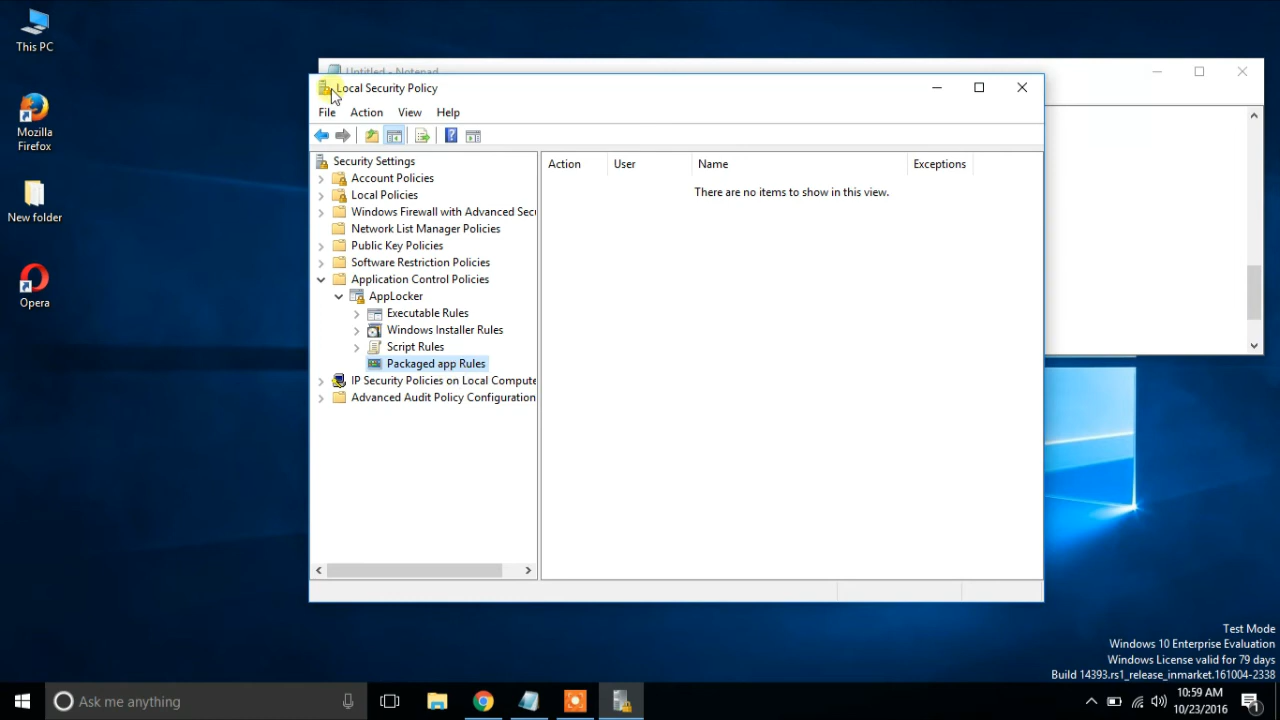 This PC
Mozilla
Firefox
New folder
Opera
Untitled - Notepad
Local Security Policy
File Action View Help
Security Settings
Account Policies
Local Policies
Windows Firewall with Advanced Secu
Network List Manager Policies
Public Key Policies
Software Restriction Policies
Application Control Policies
AppLocker
Executable Rules
Windows Installer Rules
Script Rules
Packaged app Rules
IP Security Policies on Local Compute
Advanced Audit Policy Configuration
Action User Name Exceptions
There are no items to show in this view.
Test Mode
Windows 10 Enterprise Evaluation
Windows License valid for 79 days
Build 14393.rs1_release_inmarket.161004-2338
Ask me anything
10:59 AM
10/23/2016
1